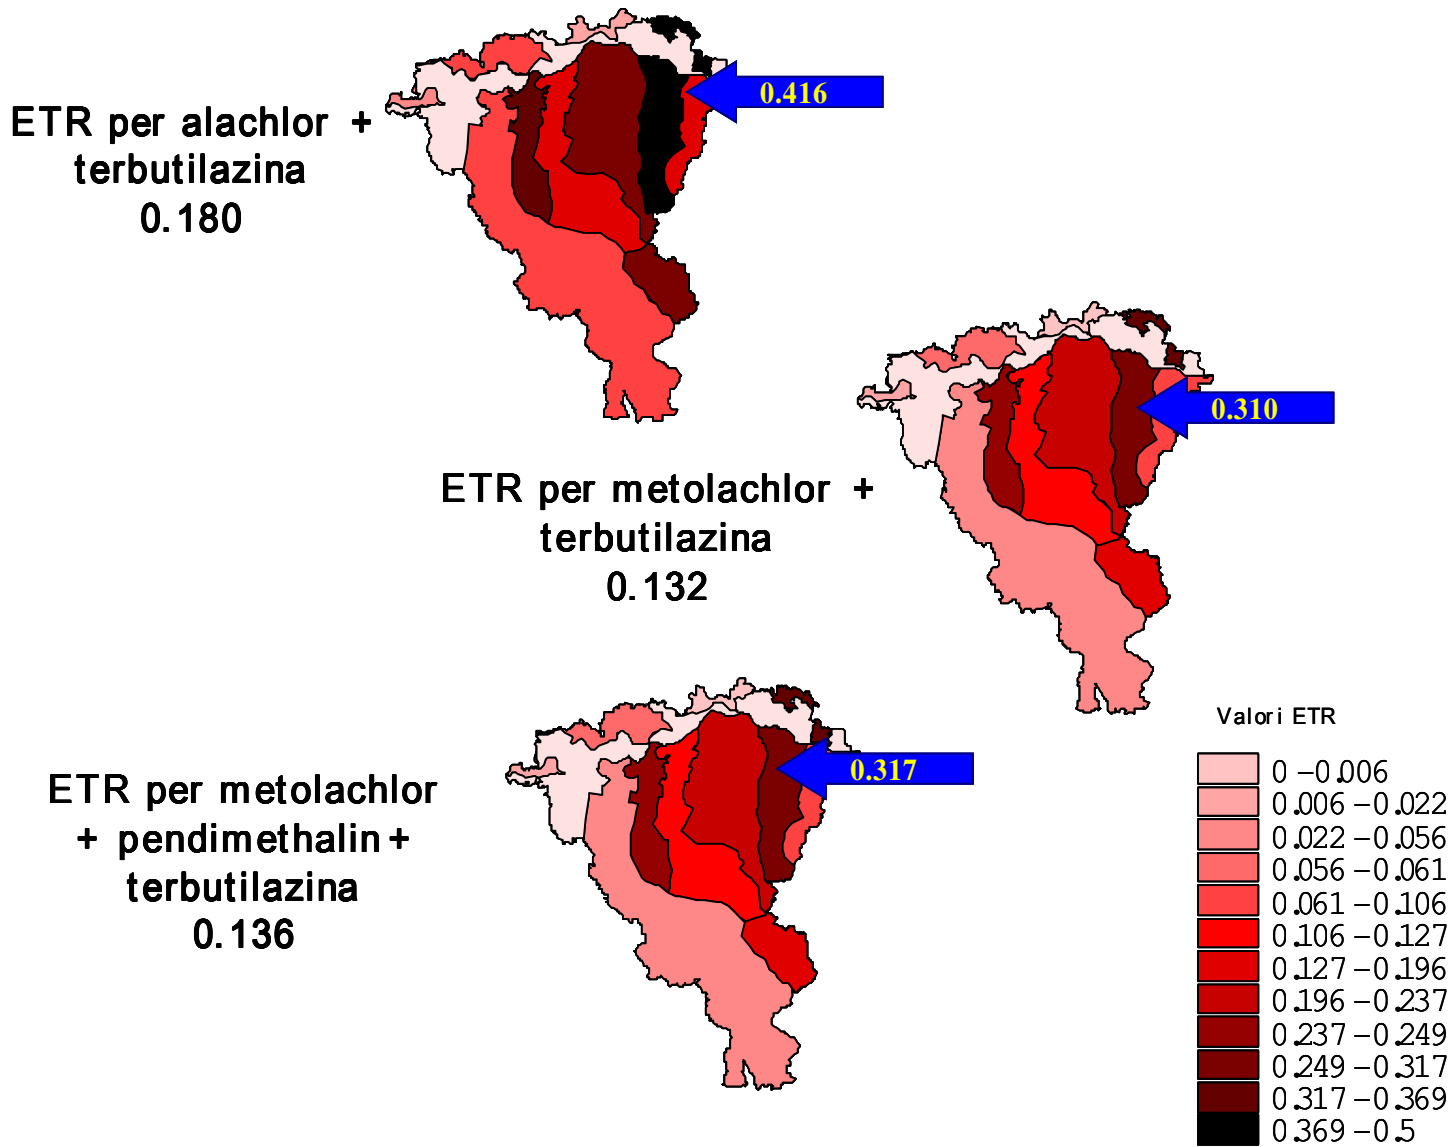 0.416
ETR per alachlor +
terbutilazina
0.180
0.310
ETR per metolachlor +
terbutilazina
0.132
0.317
ETR per metolachlor
+ pendimethalin +
terbutilazina
0.136
Valori ETR
0 – 0.006
0.006 – 0.022
0.022 – 0.056
0.056 – 0.061
0.061 – 0.106
0.106 – 0.127
0.127 – 0.196
0.196 – 0.237
0.237 – 0.249
0.249 – 0.317
0.317 – 0.369
0.369 – 0.5